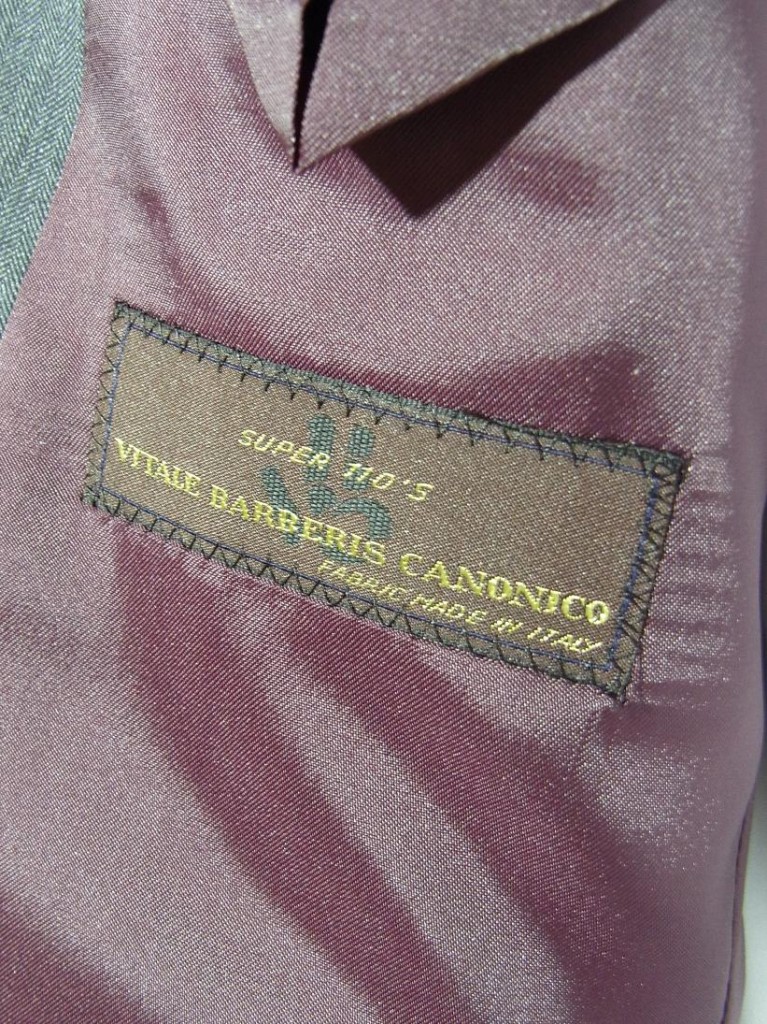 SUPER 110'S
VITALE BARBERIS CANONICO
FABRIC MADE IN ITALY